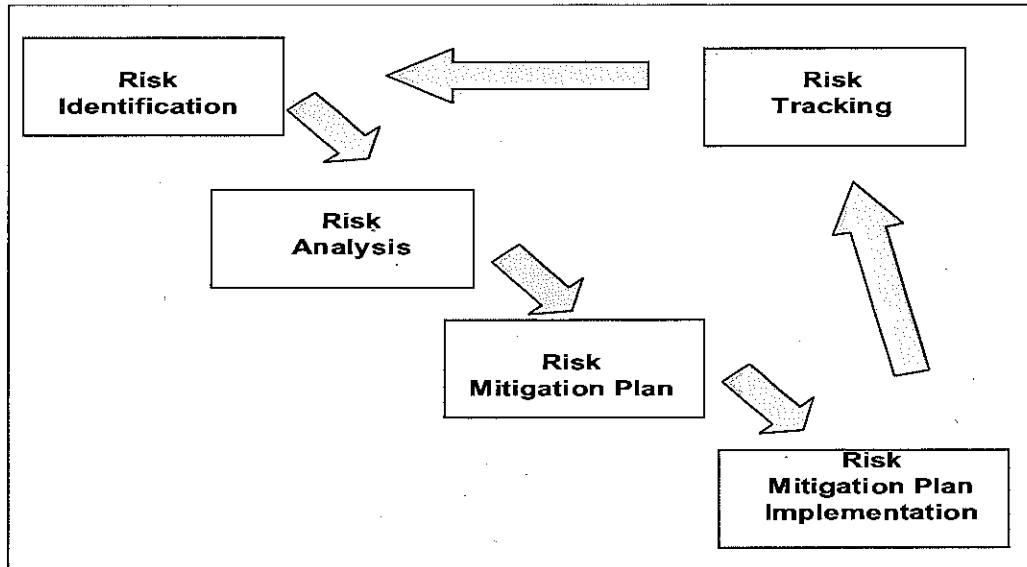 Risk
Identification
Risk
Tracking
Risk
Analysis
Risk
Mitigation Plan
Risk
Mitigation Plan
Implementation